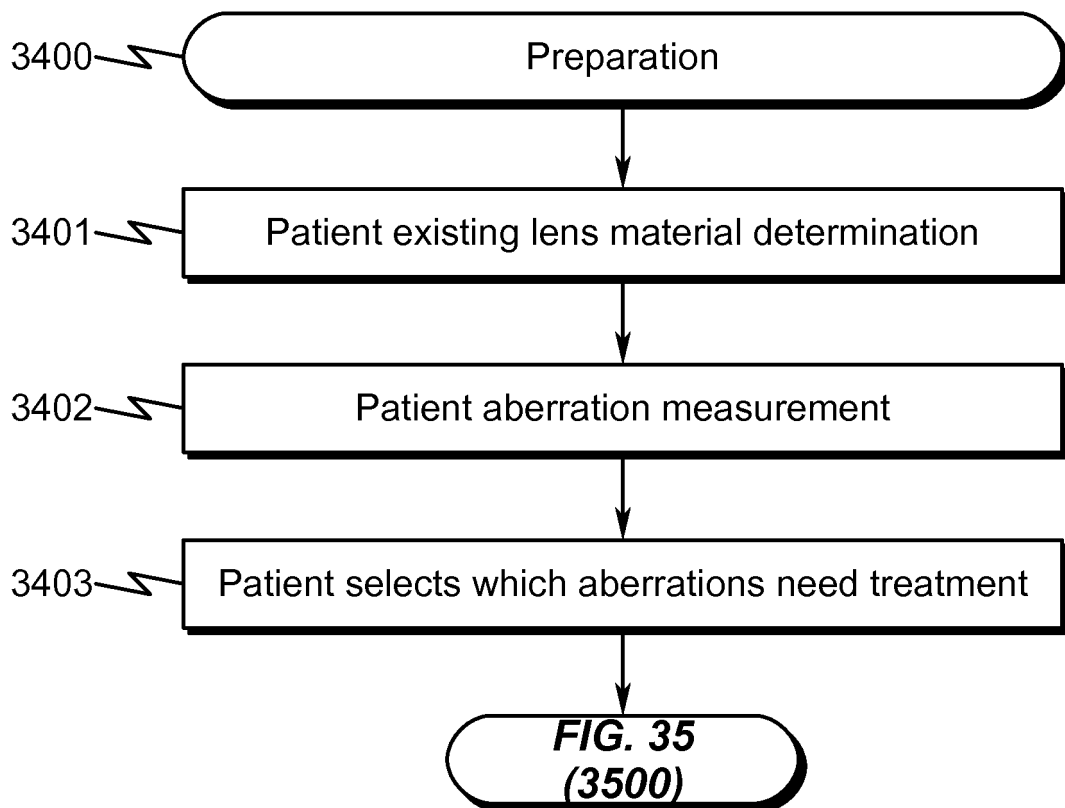 3400 Preparation
3401 Patient existing lens material determination
3402 Patient aberration measurement
3403 Patient selects which aberrations need treatment
FIG. 35
(3500)